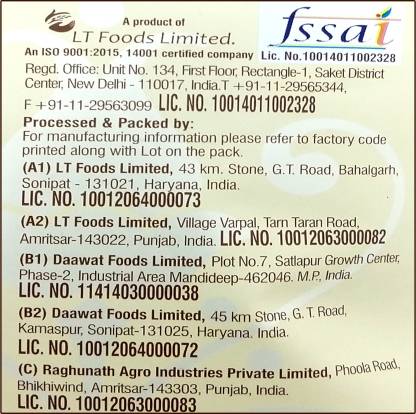 A product of
LT Foods Limited.
fssai
An ISO 9001:2015, 14001 certified company
Lic. No.10014011002328
Regd. Office: Unit No. 134, First Floor, Rectangle-1, Saket District
Center, New Delhi - 110017, India.T +91-11-29565344,
F +91-11-29563099 LIC. NO. 10014011002328
Processed & Packed by:
For manufacturing information please refer to factory code
printed along with Lot on the pack.
(A1) LT Foods Limited, 43 km. Stone, G.T. Road, Bahalgarh,
Sonipat - 131021, Haryana, India.
LIC. NO. 10012064000073
(A2) LT Foods Limited, Village Varpal, Tarn Taran Road,
Amritsar-143022, Punjab, India. LIC. NO. 10012063000082
(B1) Daawat Foods Limited, Plot No.7, Satlapur Growth Center,
Phase-2, Industrial Area Mandideep-462046. M.P., India.
LIC. NO. 11414030000038
(B2) Daawat Foods Limited, 45 km Stone, G.T. Road,
Kamaspur, Sonipat-131025, Haryana. India.
LIC. NO. 10012064000072
(C) Raghunath Agro Industries Private Limited, Phoola Road,
Bhikhiwind, Amritsar-143303, Punjab, India.
LIC. NO. 10012063000083